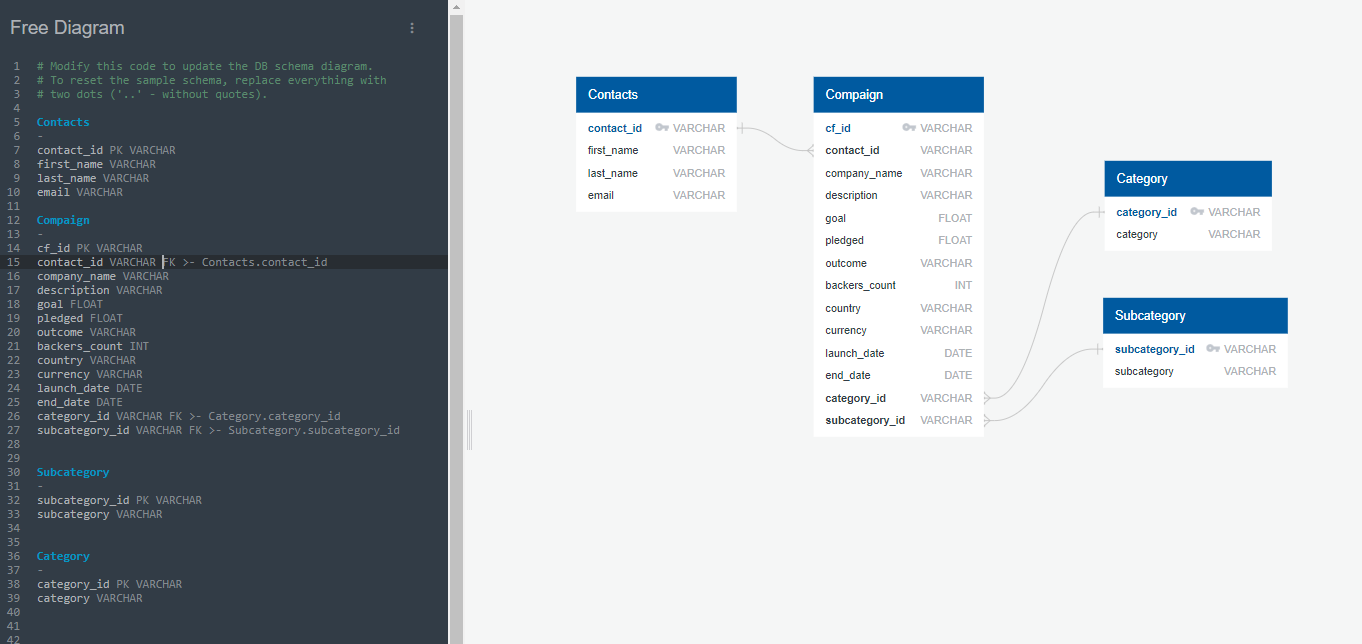 Free Diagram
1 # Modify this code to update the DB schema diagram.
2 # To reset the sample schema, replace everything with
3 # two dots ('..' - without quotes).
4
5 Contacts
6 -
7 contact_id PK VARCHAR
8 first_name VARCHAR
9 last_name VARCHAR
10 email VARCHAR
11
12 Compaign
13 -
14 cf_id PK VARCHAR
15 contact_id VARCHAR FK >- Contacts.contact_id
16 company_name VARCHAR
17 description VARCHAR
18 goal FLOAT
19 pledged FLOAT
20 outcome VARCHAR
21 backers_count INT
22 country VARCHAR
23 currency VARCHAR
24 launch_date DATE
25 end_date DATE
26 category_id VARCHAR FK >- Category.category_id
27 subcategory_id VARCHAR FK >- Subcategory.subcategory_id
28
29
30 Subcategory
31 -
32 subcategory_id PK VARCHAR
33 subcategory VARCHAR
34
35
36 Category
37 -
38 category_id PK VARCHAR
39 category VARCHAR
40
41
42
Contacts
contact_id VARCHAR
first_name VARCHAR
last_name VARCHAR
email VARCHAR
Compaign
cf_id VARCHAR
contact_id VARCHAR
company_name VARCHAR
description VARCHAR
goal FLOAT
pledged FLOAT
outcome VARCHAR
backers_count INT
country VARCHAR
currency VARCHAR
launch_date DATE
end_date DATE
category_id VARCHAR
subcategory_id VARCHAR
Category
category_id VARCHAR
category VARCHAR
Subcategory
subcategory_id VARCHAR
subcategory VARCHAR